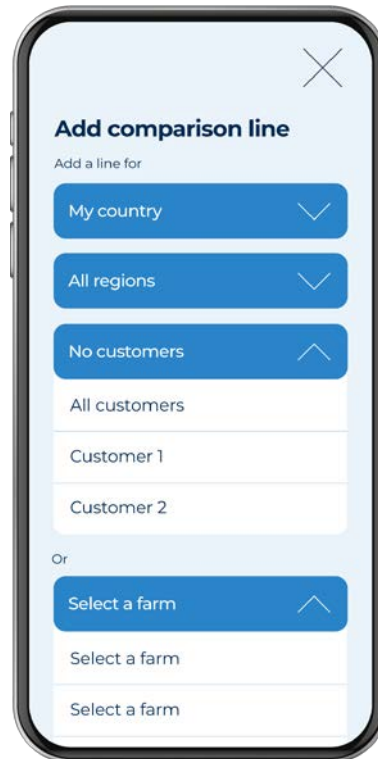 Add comparison line
Add a line for
My country
All regions
No customers
All customers
Customer 1
Customer 2
Or
Select a farm
Select a farm
Select a farm